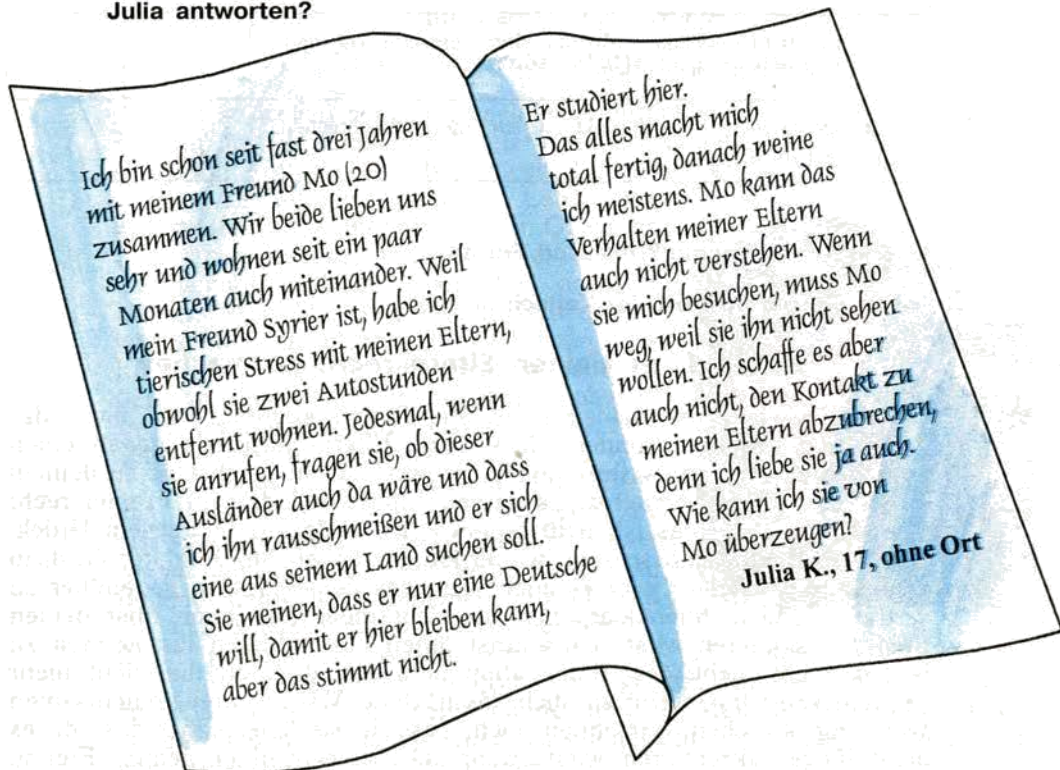 Julia antworten?
Ich bin schon seit fast drei Jahren
mit meinem Freund Mo (20)
zusammen. Wir beide lieben uns
sehr und wohnen seit ein paar
Monaten auch miteinander. Weil
mein Freund Syrier ist, habe ich
tierischen Stress mit meinen Eltern,
obwohl sie zwei Autostunden
entfernt wohnen. Jedesmal, wenn
sie anrufen, fragen sie, ob dieser
Ausländer auch da wäre und dass
ich ihn rausschmeißen und er sich
eine aus seinem Land suchen soll.
Sie meinen, dass er nur eine Deutsche
will, damit er hier bleiben kann,
aber das stimmt nicht.
Er studiert hier.
Das alles macht mich
total fertig, danach weine
ich meistens. Mo kann das
Verhalten meiner Eltern
auch nicht verstehen. Wenn
sie mich besuchen, muss Mo
weg, weil sie ihn nicht sehen
wollen. Ich schaffe es aber
auch nicht, den Kontakt zu
meinen Eltern abzubrechen,
denn ich liebe sie ja auch.
Wie kann ich sie von
Mo überzeugen?
Julia K., 17, ohne Ort